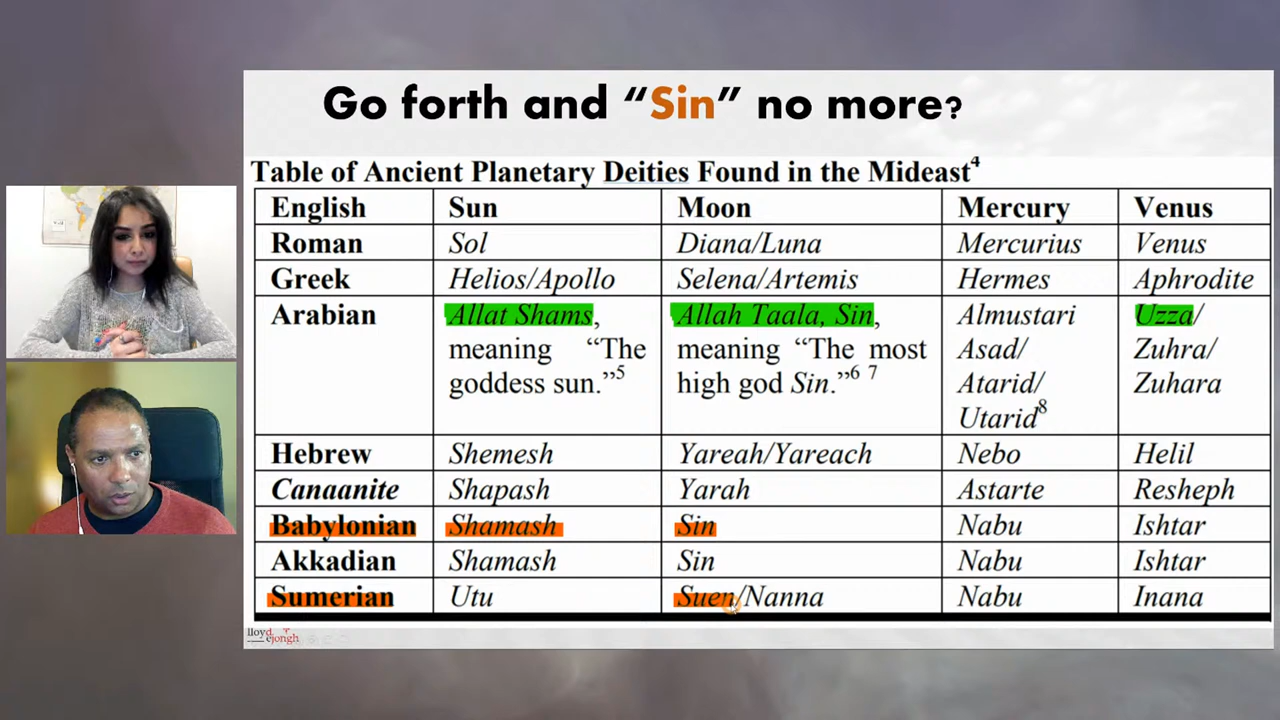 Go forth and “Sin” no more?
Table of Ancient Planetary Deities Found in the Mideast4
English Sun Moon Mercury Venus
Roman Sol Diana/Luna Mercurius Venus
Greek Helios/Apollo Selena/Artemis Hermes Aphrodite
Arabian Allat Shams, Allah Taala, Sin, Almustari Uzza/
meaning “The meaning “The most Asad/ Zuhra/
goddess sun.”5 high god Sin.”6 7 Atarid/ Zuhara
Utarid8
Hebrew Shemesh Yareah/Yareach Nebo Helil
Canaanite Shapash Yarah Astarte Resheph
Babylonian Shamash Sin Nabu Ishtar
Akkadian Shamash Sin Nabu Ishtar
Sumerian Utu Suen/Nanna Nabu Inana
lloyd
ejongh